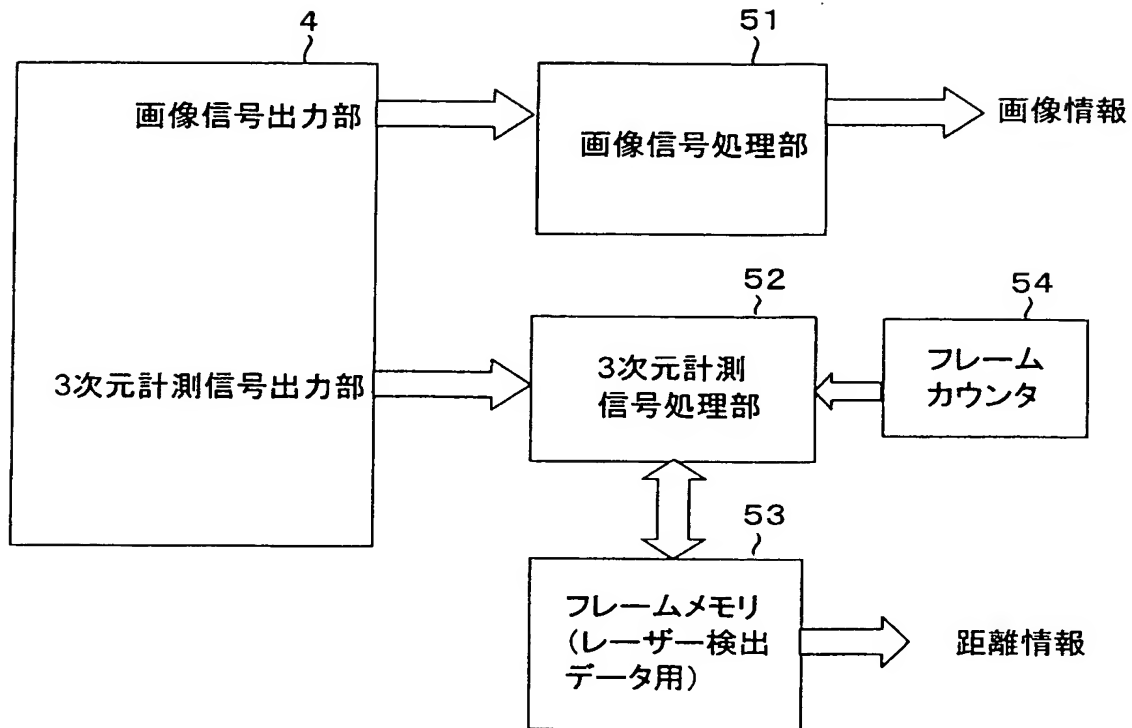 4
51
画像信号出力部
画像信号処理部
画像情報
52
54
3次元計測信号出力部
3次元計測
信号処理部
フレーム
カウンタ
53
フレームメモリ
(レーザー検出
データ用)
距離情報